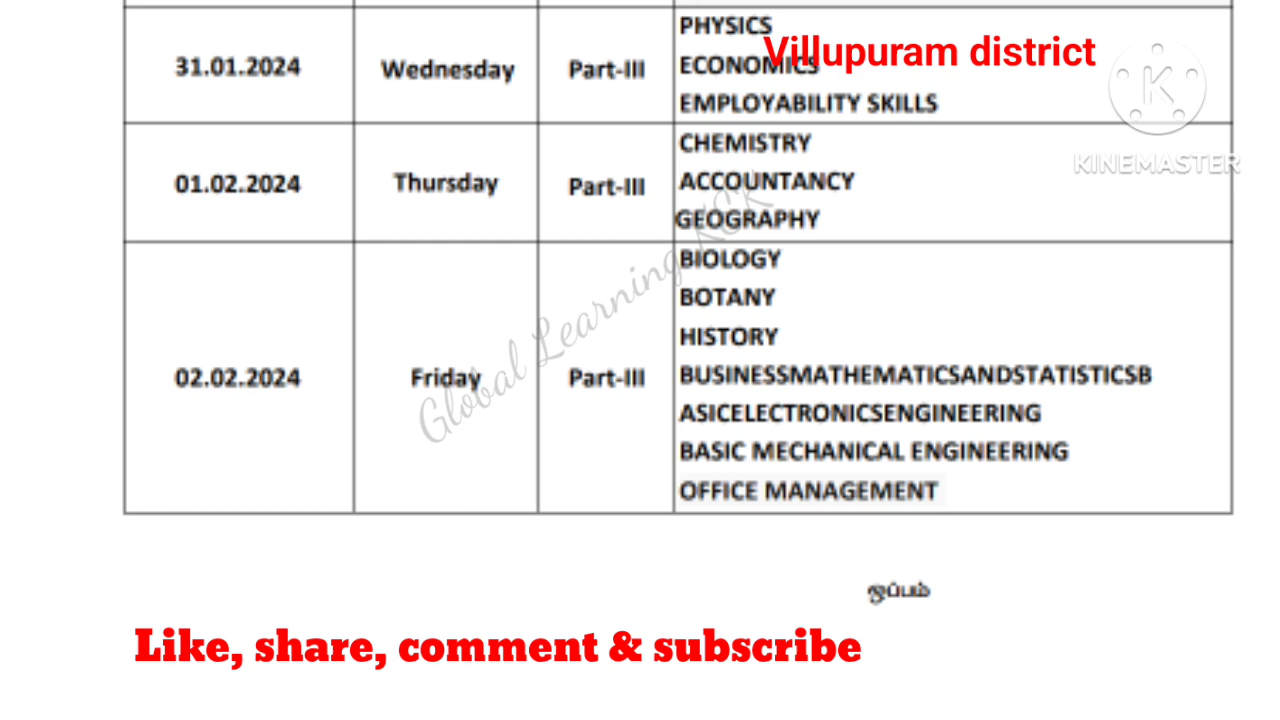 PHYSICS
Villupuram district
31.01.2024 Wednesday Part-III ECONOMICS
EMPLOYABILITY SKILLS
KINEMASTER
CHEMISTRY
01.02.2024 Thursday Part-III ACCOUNTANCY
GEOGRAPHY
BIOLOGY
BOTANY
HISTORY
02.02.2024 Friday Part-III BUSINESSMATHEMATICSANDSTATISTICSB
ASICELECTRONICSENGINEERING
BASIC MECHANICAL ENGINEERING
OFFICE MANAGEMENT
Global Learning KCK
ஒப்பம்
Like, share, comment & subscribe